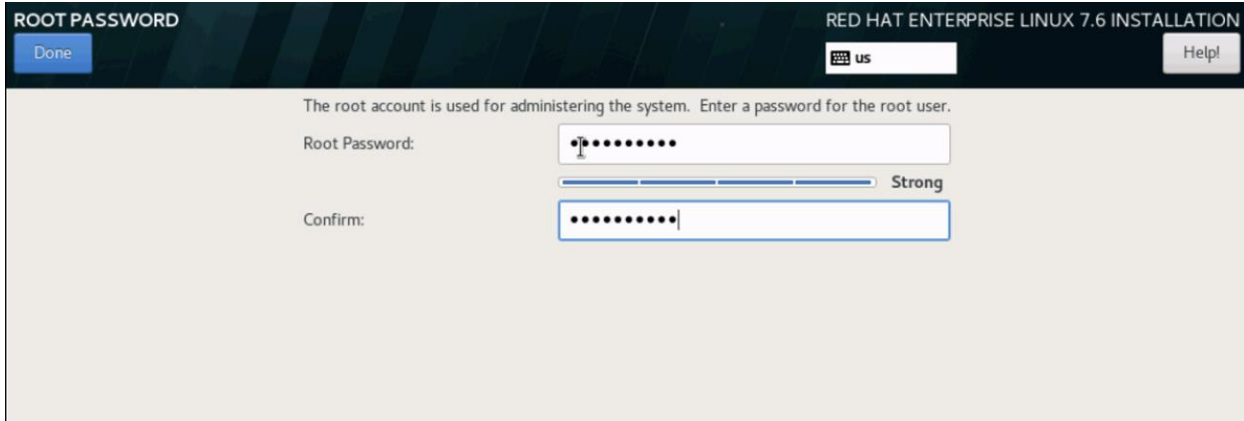 ROOT PASSWORD
RED HAT ENTERPRISE LINUX 7.6 INSTALLATION
Done
us
Help!
The root account is used for administering the system. Enter a password for the root user.
Root Password:
••••••••••
Strong
Confirm:
••••••••••